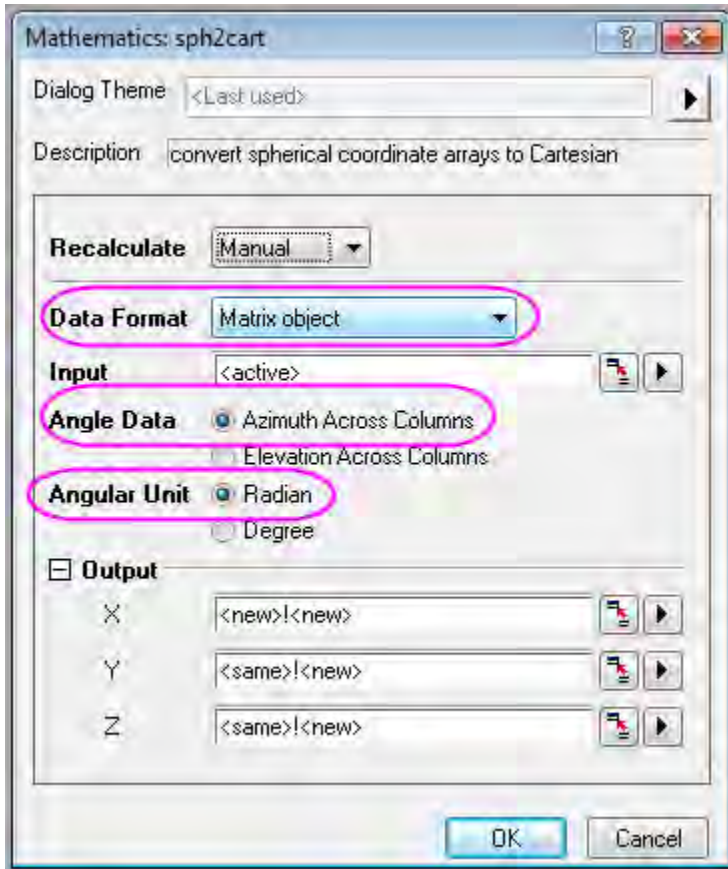 Mathematics: sph2cart
Dialog Theme <Last used>
Description convert spherical coordinate arrays to Cartesian
Recalculate Manual
Data Format Matrix object
Input <active>
Angle Data Azimuth Across Columns
Elevation Across Columns
Angular Unit Radian
Degree
Output
X <new>!<new>
Y <same>!<new>
Z <same>!<new>
OK Cancel